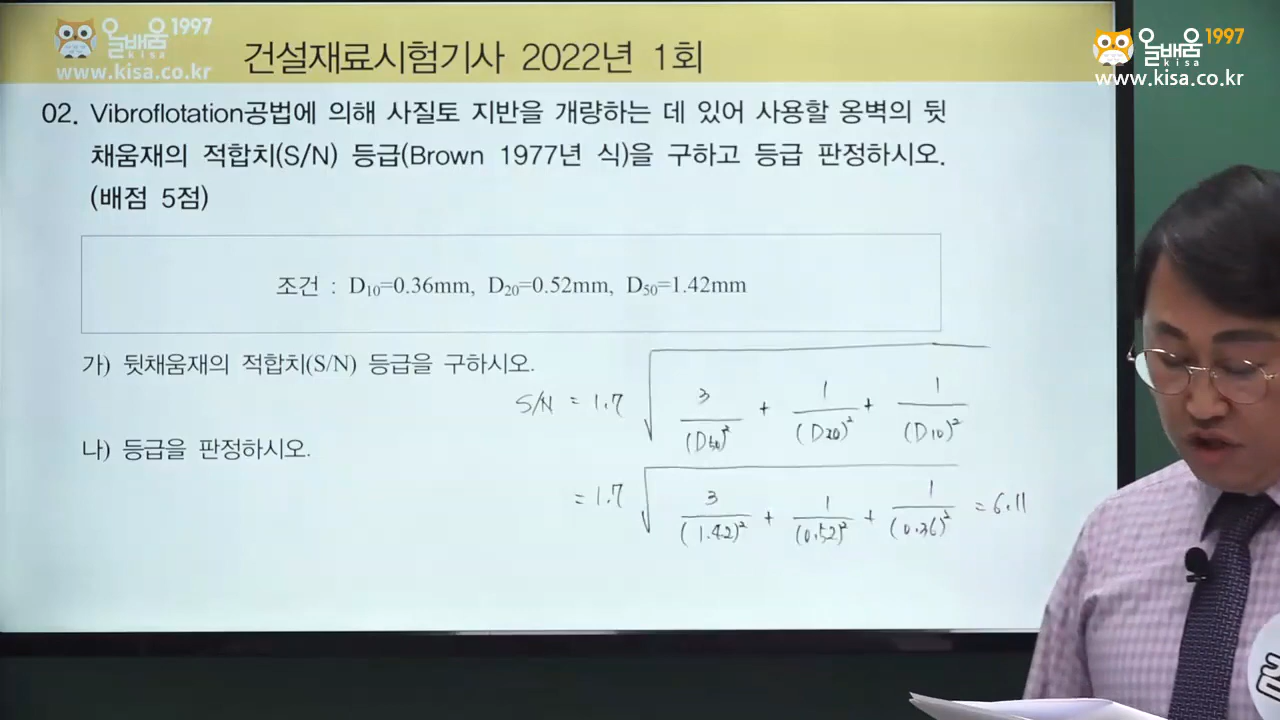 올배움 1997
kisa
www.kisa.co.kr
건설재료시험기사 2022년 1회
올배움 1997
kisa
www.kisa.co.kr
02. Vibroflotation공법에 의해 사질토 지반을 개량하는 데 있어 사용할 옹벽의 뒷
채움재의 적합치(S/N) 등급(Brown 1977년 식)을 구하고 등급 판정하시오.
(배점 5점)
조건 : D₁₀=0.36mm, D₂₀=0.52mm, D₅₀=1.42mm
가) 뒷채움재의 적합치(S/N) 등급을 구하시오.
S/N = 1.7 √ 3/(D50)² + 1/(D20)² + 1/(D10)²
나) 등급을 판정하시오.
= 1.7 √ 3/(1.42)² + 1/(0.52)² + 1/(0.36)² = 6.11